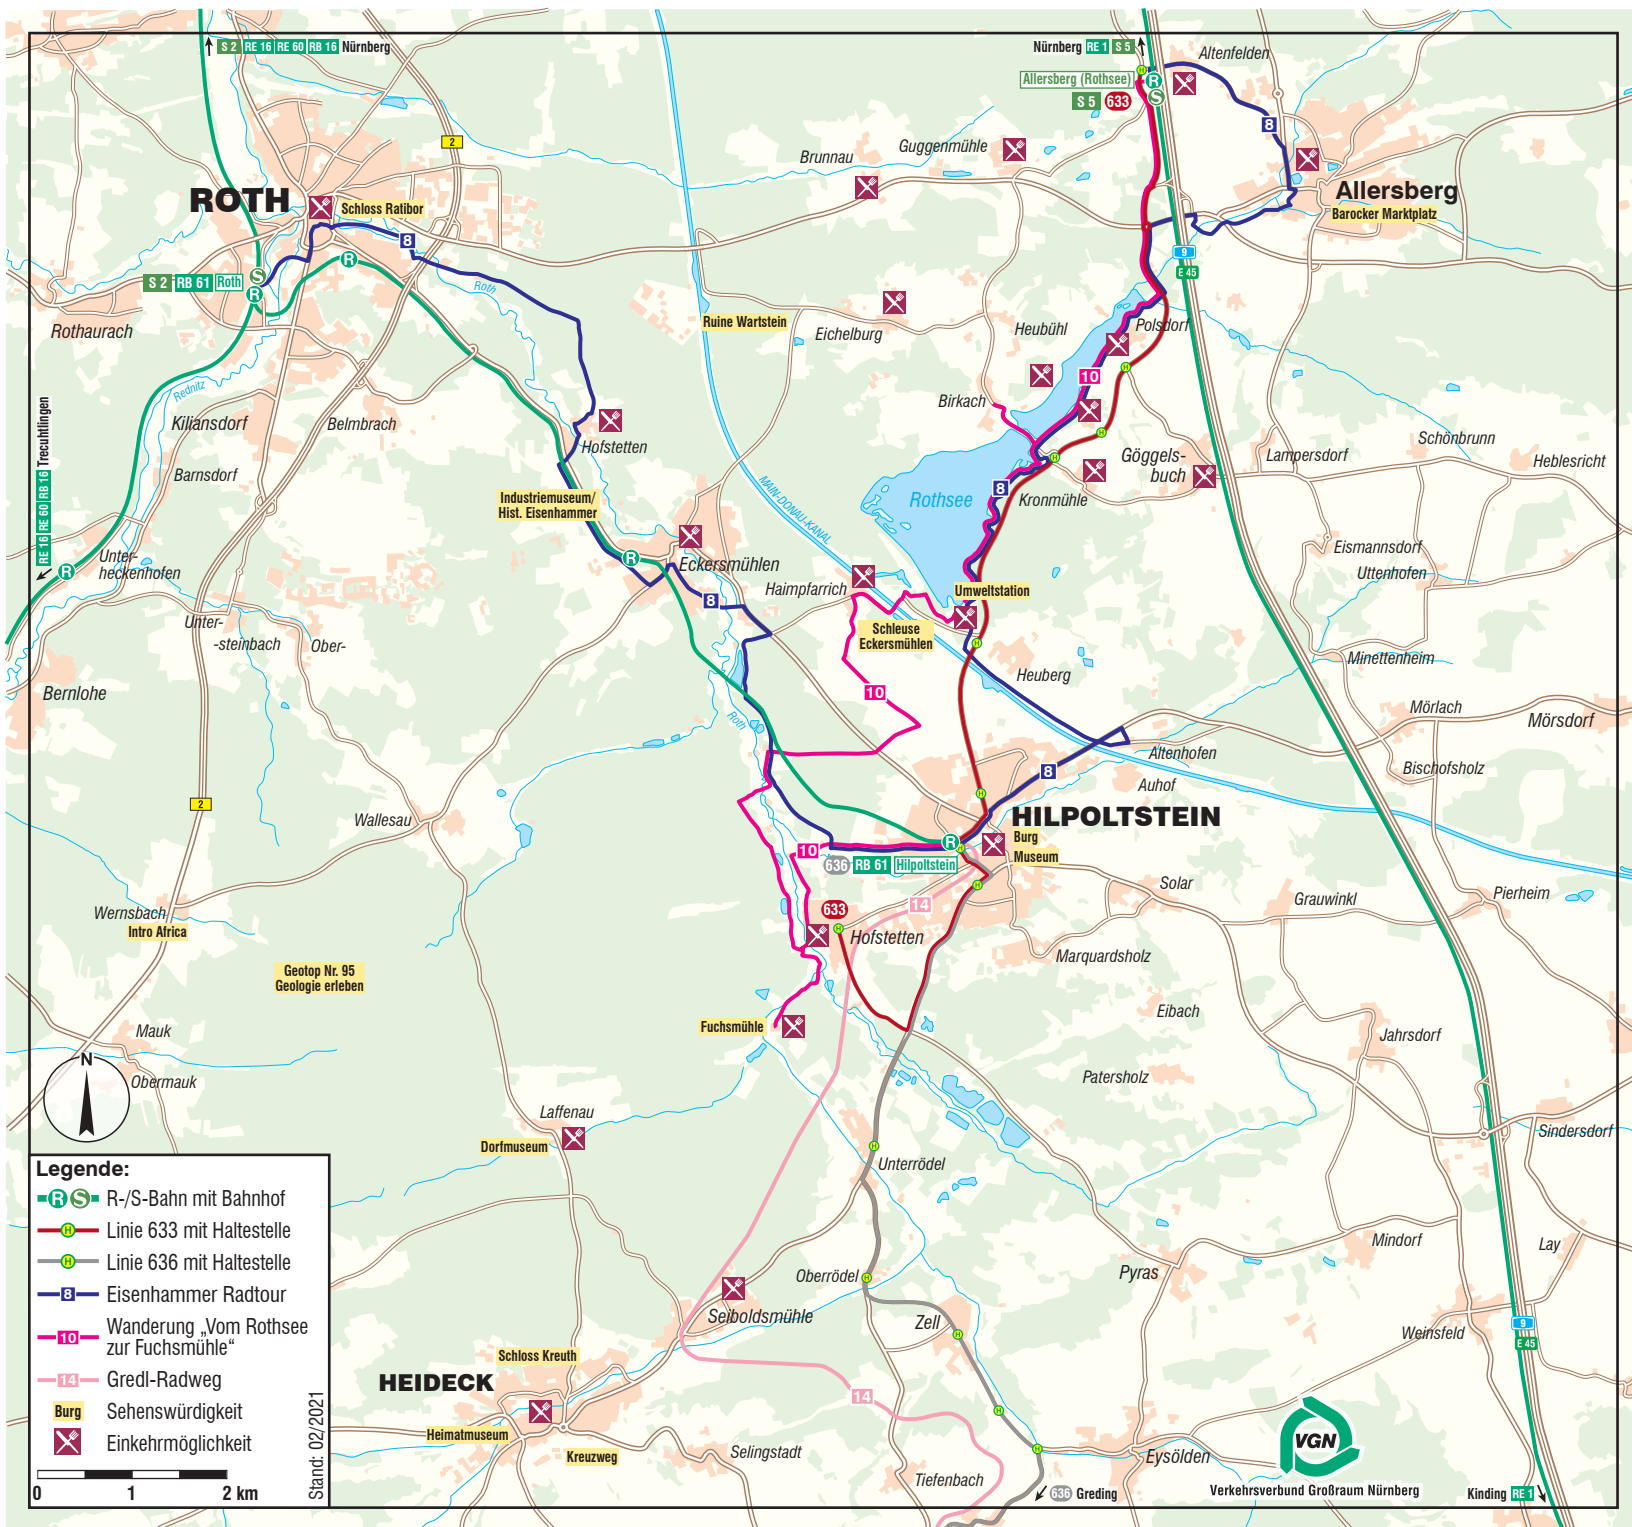 S 2 RE 16 RE 60 RB 16 Nürnberg
Nürnberg RE 1 S 5
Altenfelden
Allersberg (Rothsee)
S 5 633
8
2
Guggenmühle
Brunnau
ROTH
Schloss Ratibor
Allersberg
Barocker Marktplatz
8
9
E 45
S 2 RB 61 Roth
Roth
Rothaurach
Ruine Wartstein
Eichelburg
Heubühl
Polsdorf
10
Rednitz
Birkach
Kiliansdorf
Belmbrach
Hofstetten
RE 16 RE 60 RB 16 Treuchtlingen
Barnsdorf
Göggels-
buch
Lampersdorf
Schönbrunn
Heblesricht
Industriemuseum/
Hist. Eisenhammer
MAIN-DONAU-KANAL
Rothsee
8
Kronmühle
Unter-
heckenhofen
Eckersmühlen
Haimpfarrich
Umweltstation
Eismannsdorf
Uttenhofen
8
Unter-
-steinbach
Ober-
Schleuse
Eckersmühlen
Minettenheim
Heuberg
Bernlohe
10
Roth
Mörlach
Mörsdorf
Altenhofen
Bischofsholz
8
Auhof
2
Wallesau
HILPOLTSTEIN
Burg
Museum
10
636 RB 61 Hilpoltstein
Solar
Grauwinkl
Pierheim
14
633
Wernsbach
Intro Africa
Hofstetten
Marquardsholz
Geotop Nr. 95
Geologie erleben
Eibach
Fuchsmühle
Mauk
Jahrsdorf
N
Obermauk
Patersholz
Laffenau
Sindersdorf
Dorfmuseum
Unterrödel
Legende:
R S R-/S-Bahn mit Bahnhof
H Linie 633 mit Haltestelle
H Linie 636 mit Haltestelle
8 Eisenhammer Radtour
10 Wanderung „Vom Rothsee
zur Fuchsmühle“
14 Gredl-Radweg
Burg Sehenswürdigkeit
Einkehrmöglichkeit
0 1 2 km
Stand: 02/2021
Mindorf
Lay
Pyras
Oberrödel
Seiboldsmühle
Zell
9
E 45
Weinsfeld
Schloss Kreuth
HEIDECK
14
Heimatmuseum
Kreuzweg
Selingstadt
VGN
Eysölden
Tiefenbach
636 Greding
Verkehrsverbund Großraum Nürnberg
Kinding RE 1